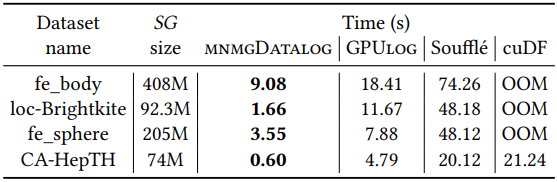 Dataset SG Time (s)
name size MNMGDATALOG GPULOG Soufflé cuDF
fe_body 408M 9.08 18.41 74.26 OOM
loc-Brightkite 92.3M 1.66 11.67 48.18 OOM
fe_sphere 205M 3.55 7.88 48.12 OOM
CA-HepTH 74M 0.60 4.79 20.12 21.24